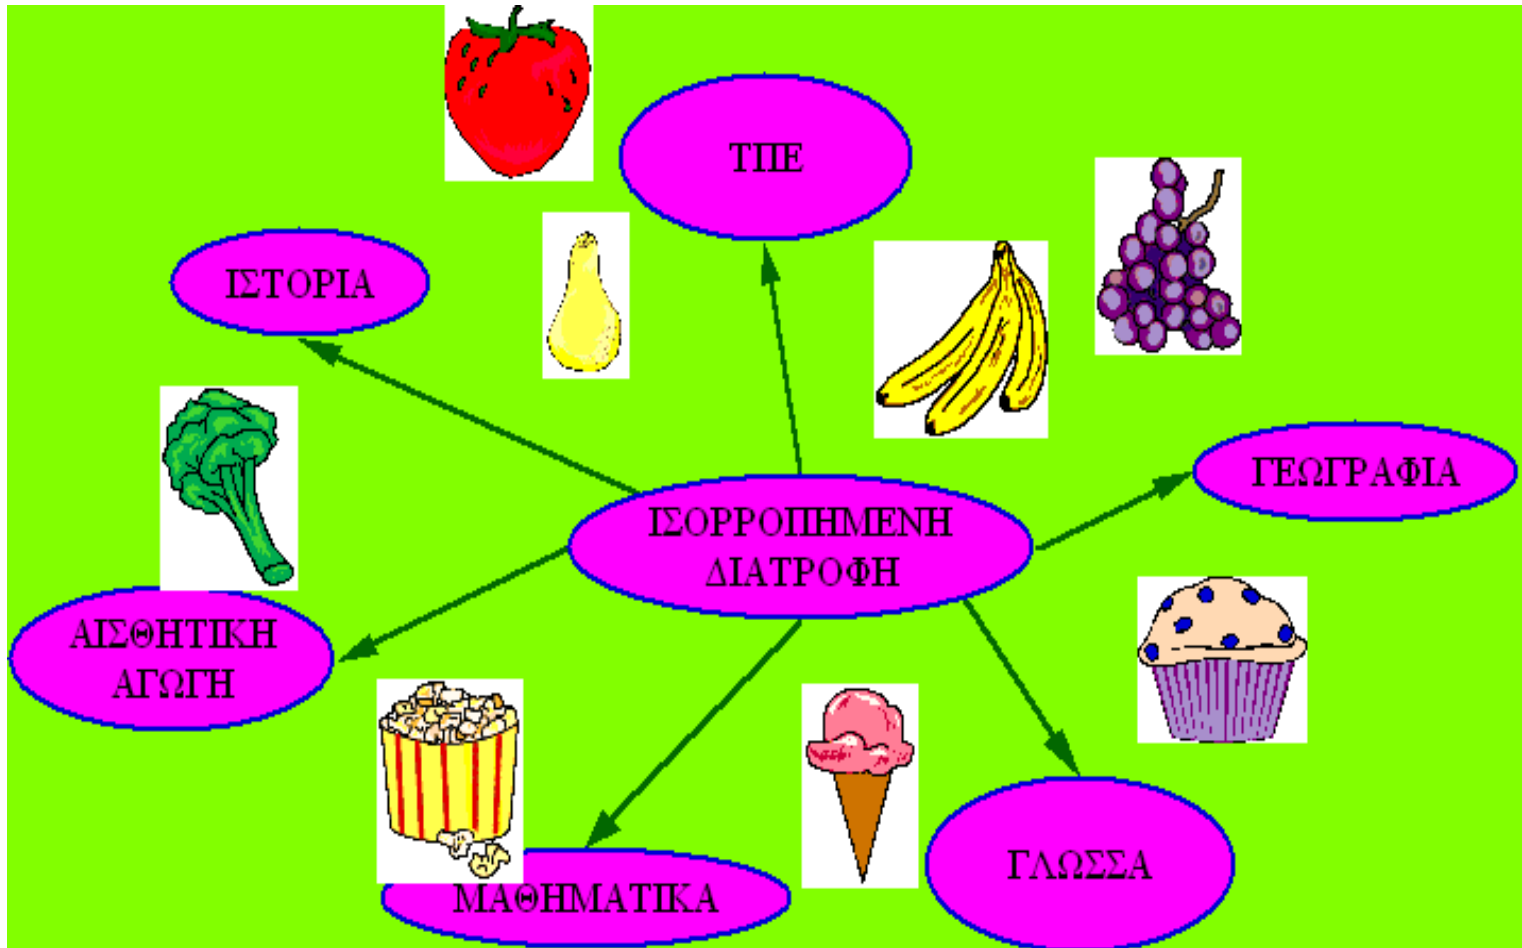 ΤΠΕ
ΙΣΤΟΡΙΑ
ΓΕΩΓΡΑΦΙΑ
ΙΣΟΡΡΟΠΗΜΕΝΗ
ΔΙΑΤΡΟΦΗ
ΑΙΣΘΗΤΙΚΗ
ΑΓΩΓΗ
ΓΛΩΣΣΑ
ΜΑΘΗΜΑΤΙΚΑ